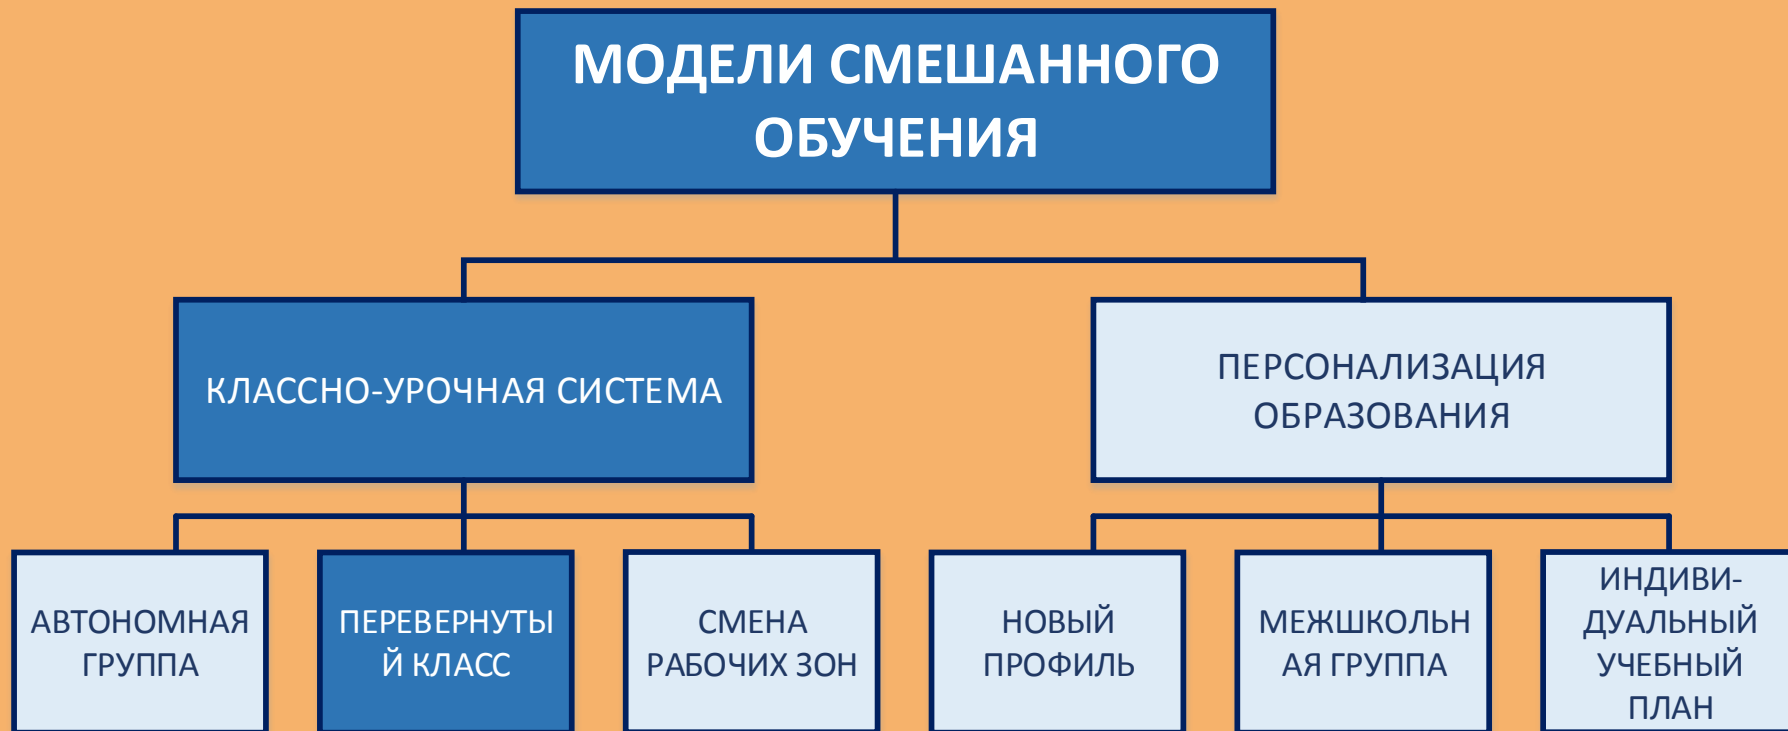 МОДЕЛИ СМЕШАННОГО
ОБУЧЕНИЯ
КЛАССНО-УРОЧНАЯ СИСТЕМА
ПЕРСОНАЛИЗАЦИЯ
ОБРАЗОВАНИЯ
АВТОНОМНАЯ
ГРУППА
ПЕРЕВЕРНУТЫ
Й КЛАСС
СМЕНА
РАБОЧИХ ЗОН
НОВЫЙ
ПРОФИЛЬ
МЕЖШКОЛЬН
АЯ ГРУППА
ИНДИВИ-
ДУАЛЬНЫЙ
УЧЕБНЫЙ
ПЛАН